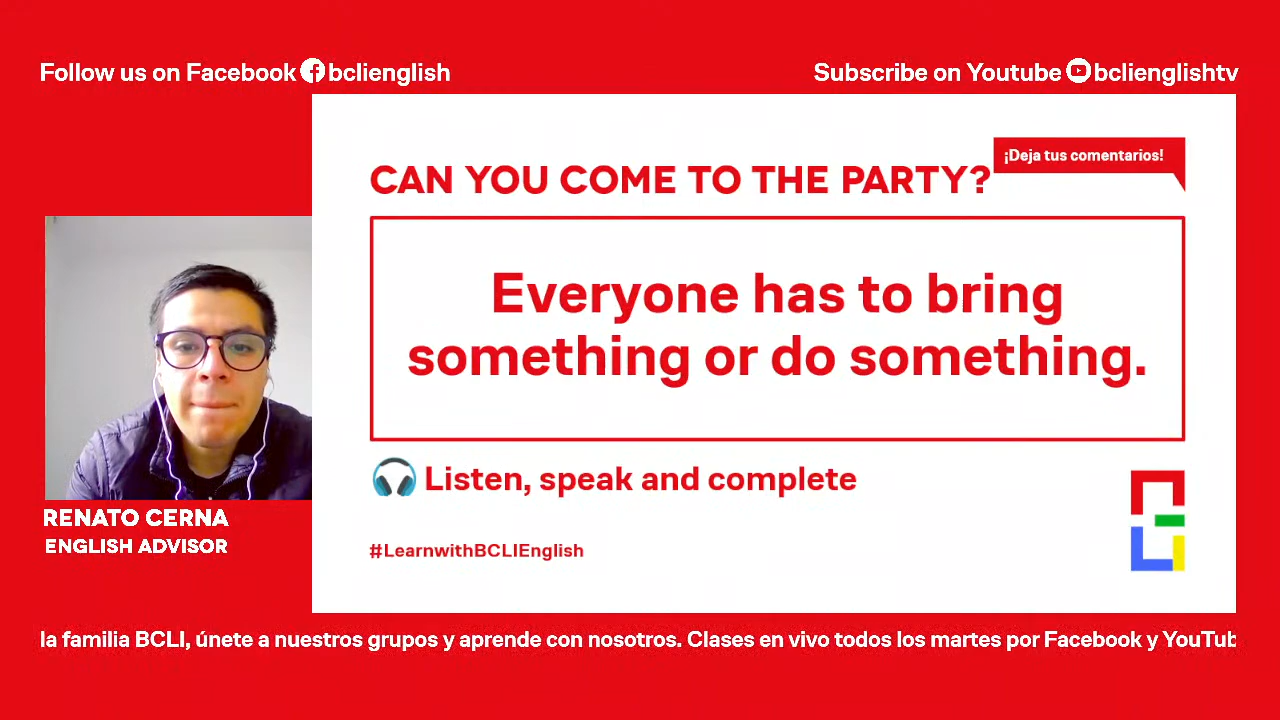 Follow us on Facebook bclienglish
Subscribe on Youtube bclienglishtv
¡Deja tus comentarios!
CAN YOU COME TO THE PARTY?
Everyone has to bring
something or do something.
Listen, speak and complete
#LearnwithBCLIEnglish
RENATO CERNA
ENGLISH ADVISOR
la familia BCLI, únete a nuestros grupos y aprende con nosotros. Clases en vivo todos los martes por Facebook y YouTub